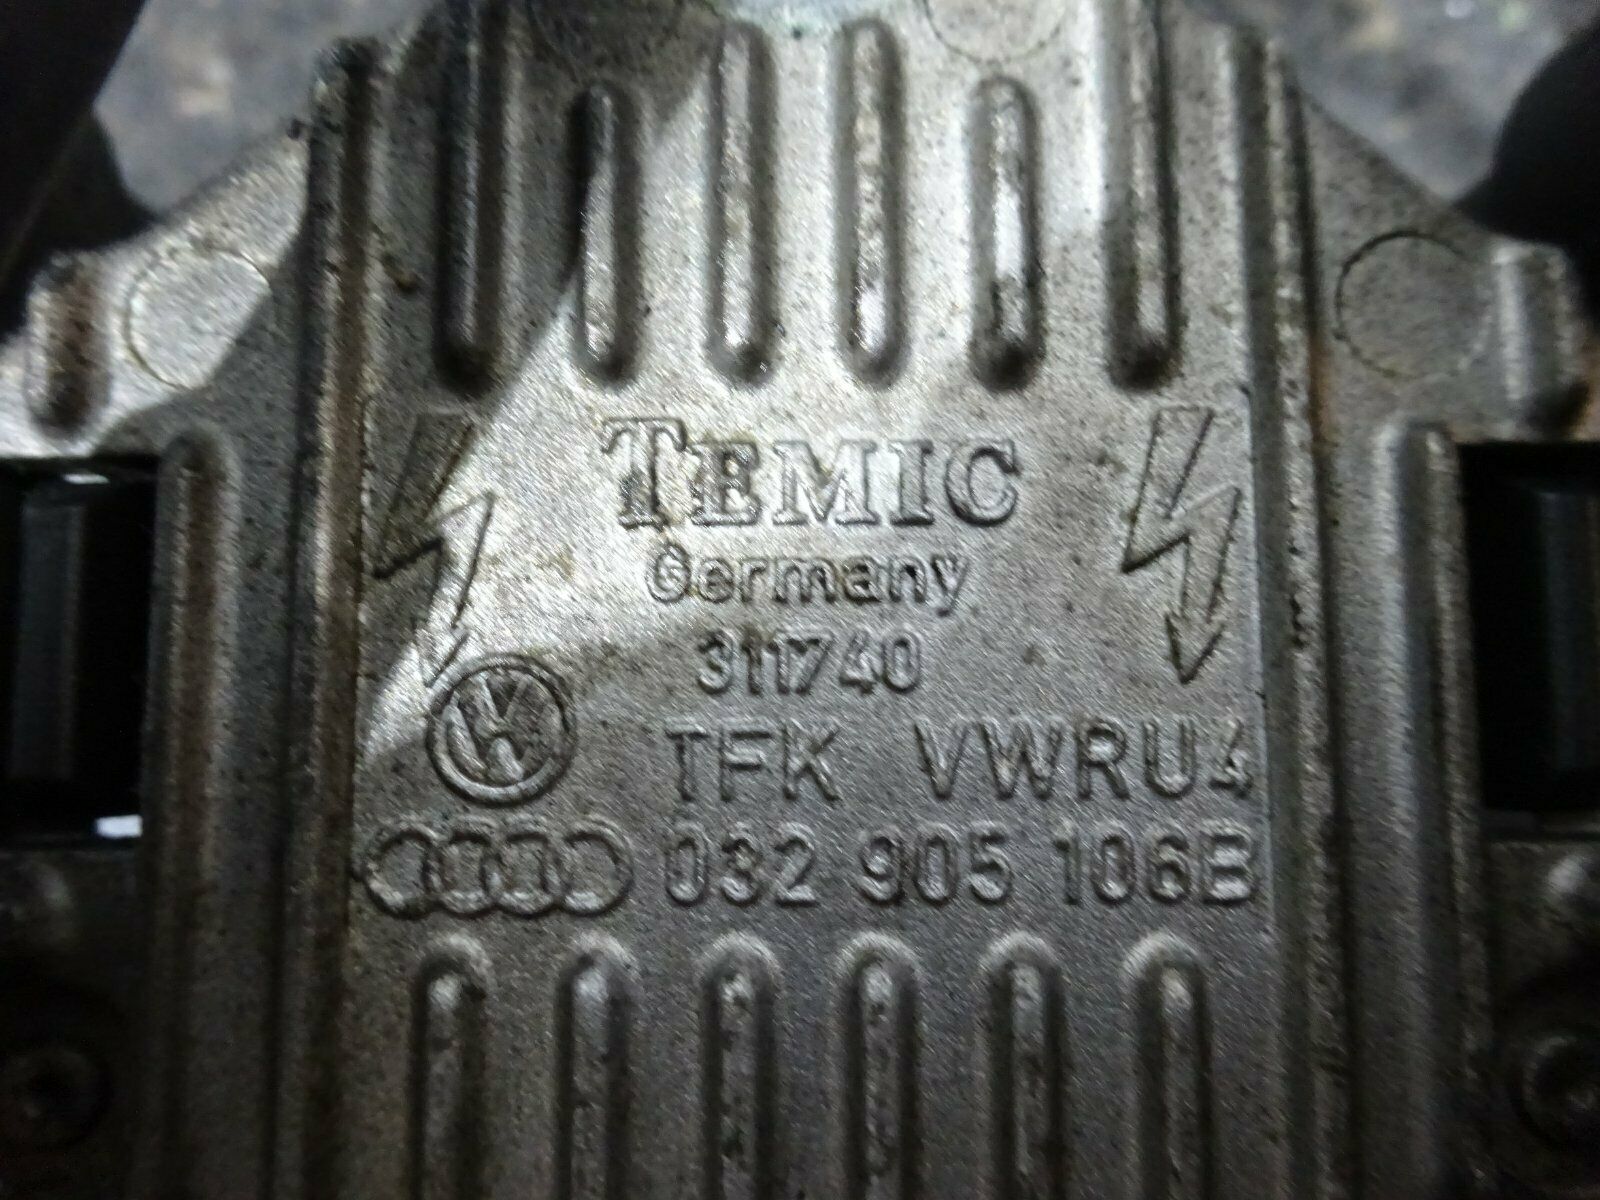 TEMIC
Germany
311740
TFK VWRU4
032 905 106B